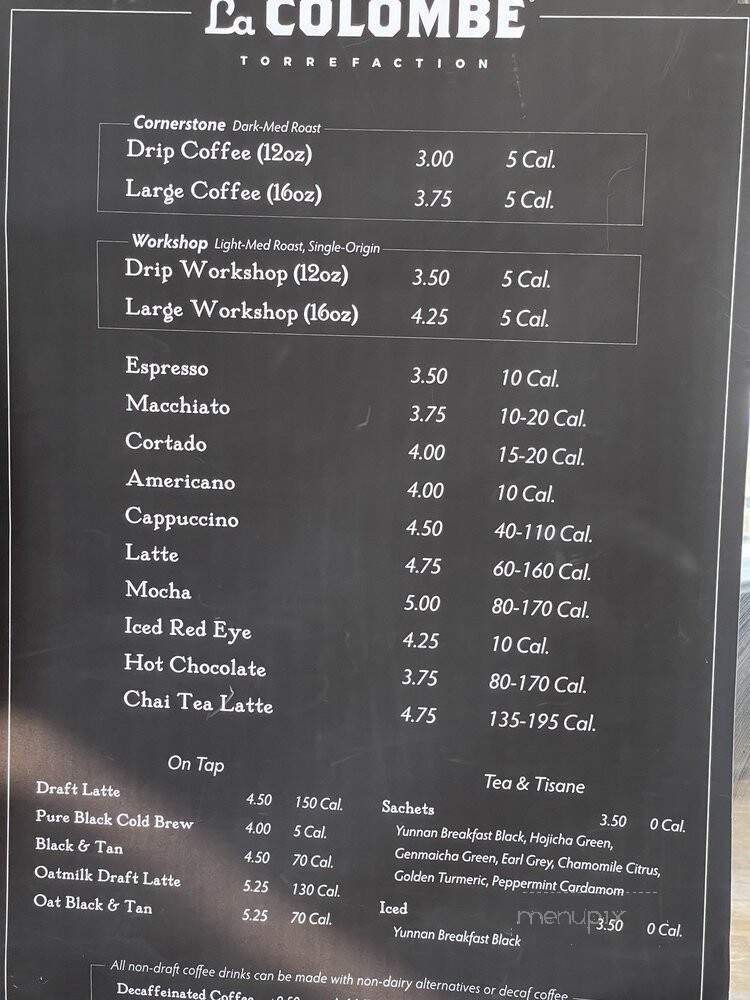 La COLOMBE
TORREFACTION
Cornerstone Dark-Med Roast
Drip Coffee (12oz) 3.00 5 Cal.
Large Coffee (16oz) 3.75 5 Cal.
Workshop Light-Med Roast, Single-Origin
Drip Workshop (12oz) 3.50 5 Cal.
Large Workshop (16oz) 4.25 5 Cal.
Espresso 3.50 10 Cal.
Macchiato 3.75 10-20 Cal.
Cortado 4.00 15-20 Cal.
Americano 4.00 10 Cal.
Cappuccino 4.50 40-110 Cal.
Latte 4.75 60-160 Cal.
Mocha 5.00 80-170 Cal.
Iced Red Eye 4.25 10 Cal.
Hot Chocolate 3.75 80-170 Cal.
Chai Tea Latte 4.75 135-195 Cal.
On Tap
Draft Latte 4.50 150 Cal.
Pure Black Cold Brew 4.00 5 Cal.
Black & Tan 4.50 70 Cal.
Oatmilk Draft Latte 5.25 130 Cal.
Oat Black & Tan 5.25 70 Cal.
Tea & Tisane
Sachets 3.50 0 Cal.
Yunnan Breakfast Black, Hojicha Green,
Genmaicha Green, Earl Grey, Chamomile Citrus,
Golden Turmeric, Peppermint Cardamom
Iced 3.50 0 Cal.
Yunnan Breakfast Black
menupix
All non-draft coffee drinks can be made with non-dairy alternatives or decaf coffee
Decaffeinated Coffee